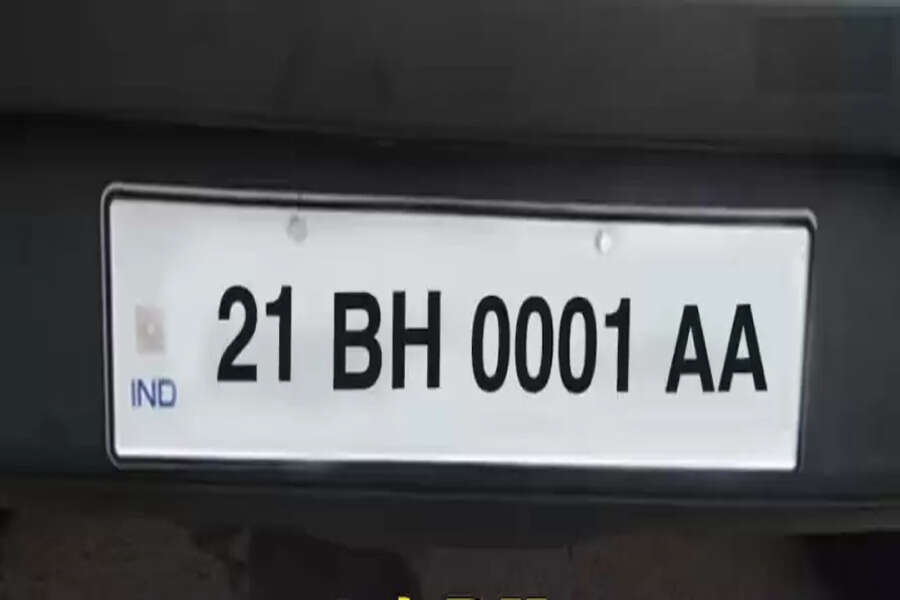 21 BH 0001 AA
IND